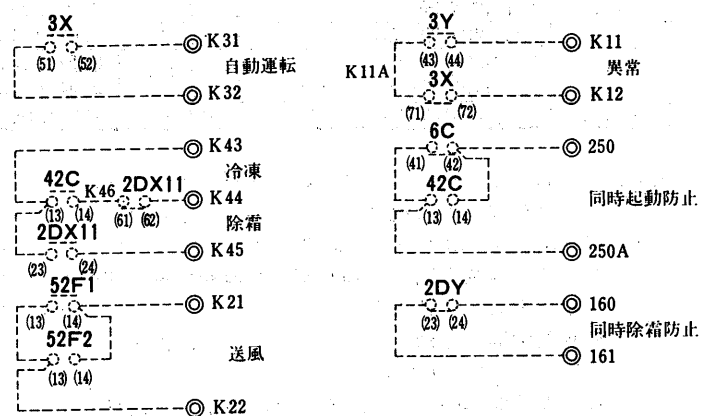 3X
K31
(51) (52)
自動運転
K32
K43
冷凍
42C K46 2DX11
K44
(13) (14) (61) (62)
除霜
2DX11
K45
(23) (24)
52F1
K21
(13) (14)
52F2
送風
(13) (14)
K22
3Y
K11
(43) (44)
K11A
異常
3X
K12
(71) (72)
6C
250
(41) (42)
42C
同時起動防止
(13) (14)
250A
2DY
160
(23) (24)
同時除霜防止
161